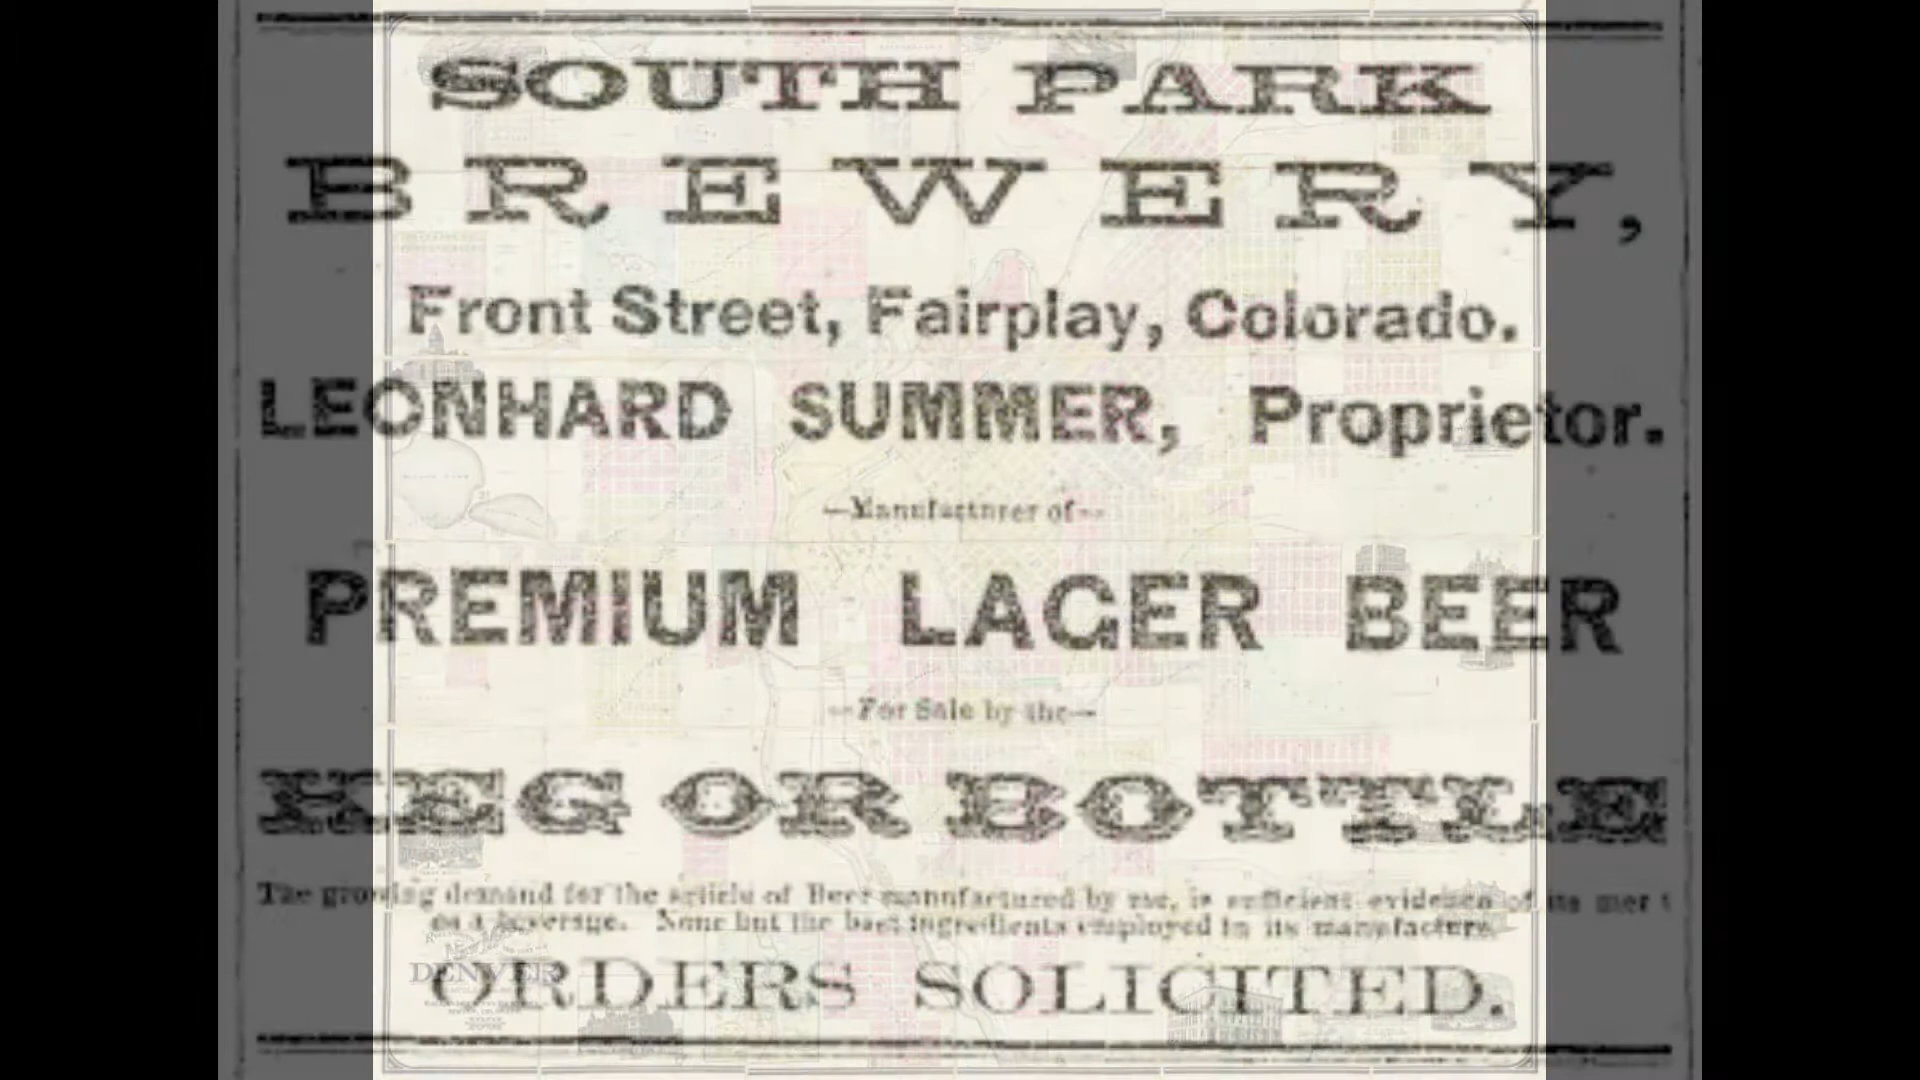 SOUTH PARK
BREWERY,
Front Street, Fairplay, Colorado.
LEONHARD SUMMER, Proprietor.
—Manufacturer of—
PREMIUM LAGER BEER
—For Sale by the—
KEG OR BOTTLE
The growing demand for the article of Beer manufactured by me, is sufficient evidence of its mer t
as a beverage. None but the best ingredients employed in its manufacture.
DENVER
ORDERS SOLICITED.